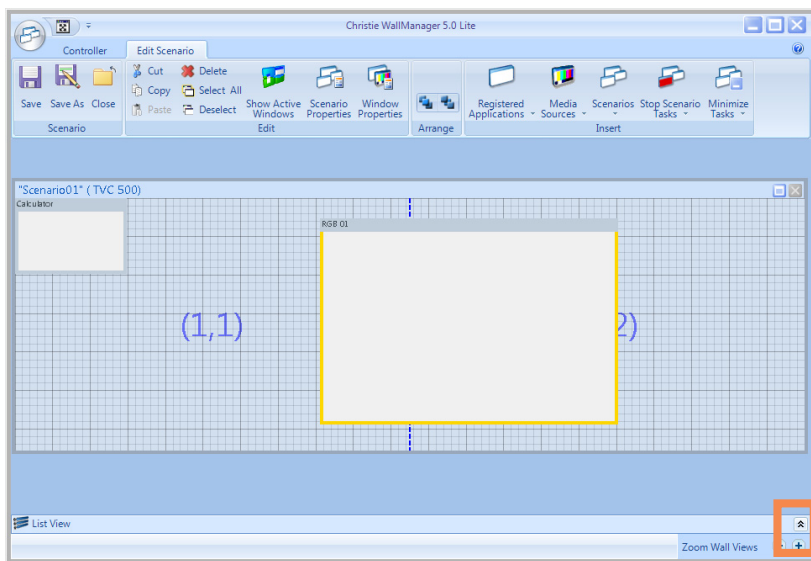 Christie WallManager 5.0 Lite
Controller
Edit Scenario
Save
Save As
Close
Scenario
Cut
Copy
Paste
Delete
Select All
Deselect
Show Active Windows
Scenario Properties
Window Properties
Edit
Arrange
Registered Applications
Media Sources
Scenarios
Stop Scenario Tasks
Minimize Tasks
Insert
"Scenario01" ( TVC 500)
Calculator
RGB 01
(1,1)
2)
List View
Zoom Wall Views